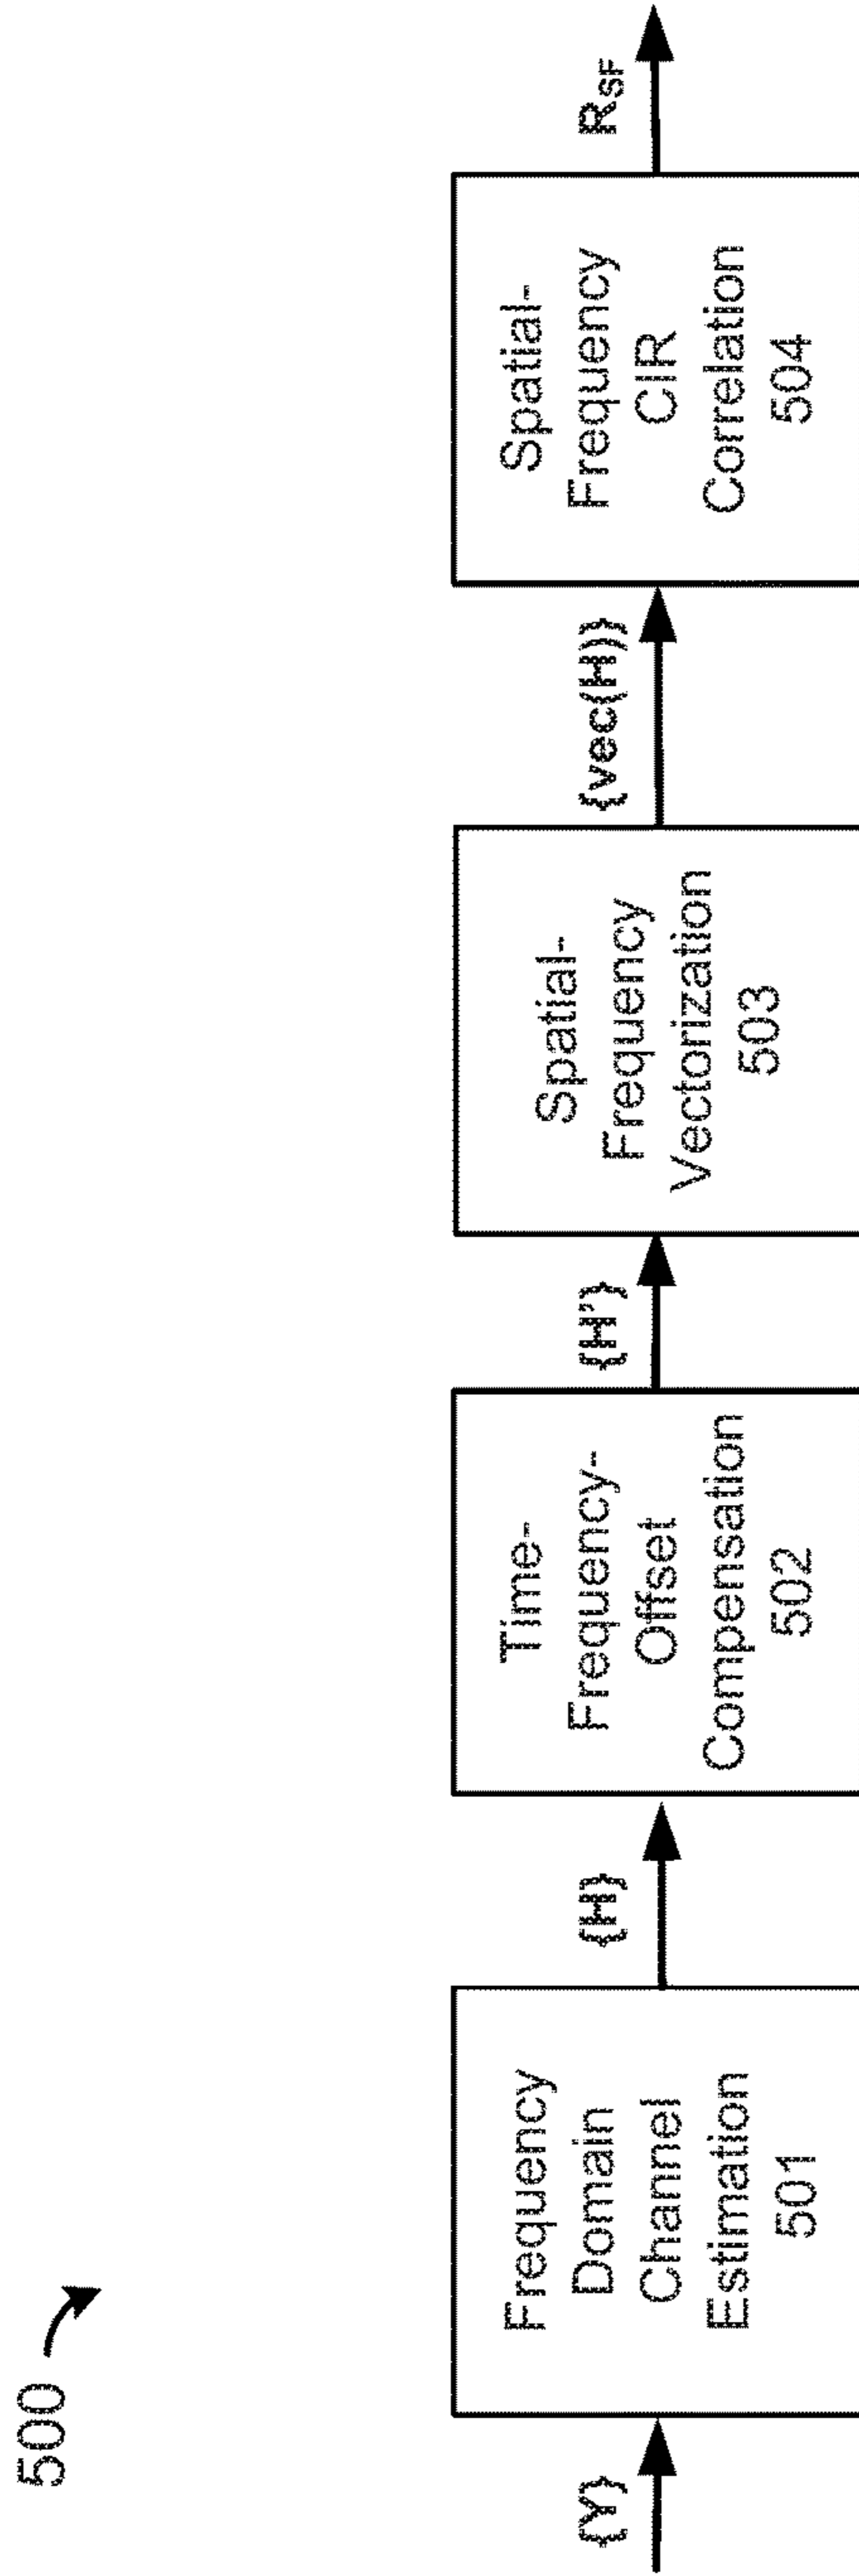 500
{Y}
Frequency
Domain
Channel
Estimation
501
{H}
Time-
Frequency-
Offset
Compensation
502
{H'}
Spatial-
Frequency
Vectorization
503
{vec(H)}
Spatial-
Frequency
CIR
Correlation
504
R_SF